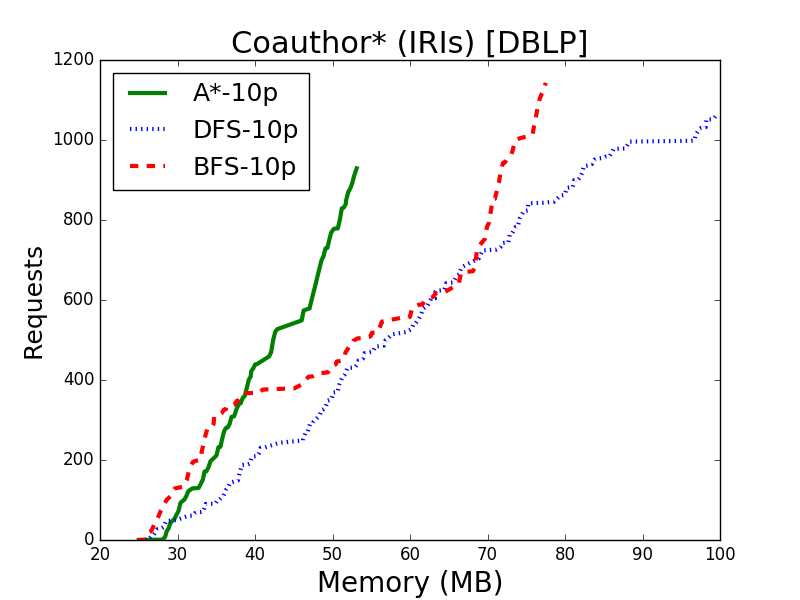 Coauthor* (IRIs) [DBLP]
A*-10p
DFS-10p
BFS-10p
Requests
1200
1000
800
600
400
200
0
20 30 40 50 60 70 80 90 100
Memory (MB)